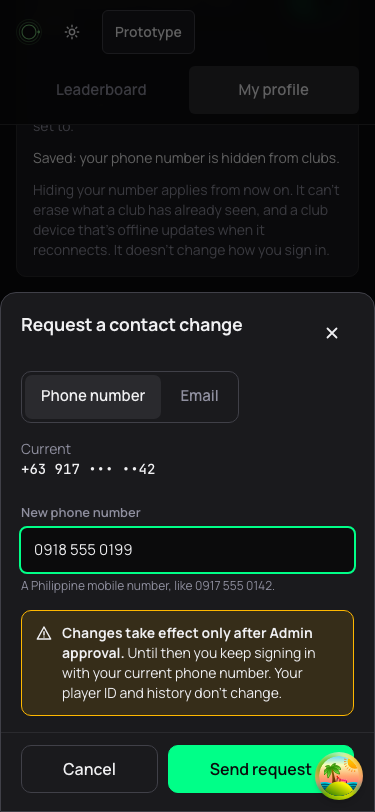 Prototype
Leaderboard
My profile
set to.
Saved: your phone number is hidden from clubs.
Hiding your number applies from now on. It can't
erase what a club has already seen, and a club
device that's offline updates when it
reconnects. It doesn't change how you sign in.
Request a contact change
Phone number
Email
Current
+63 917 ••• ••42
New phone number
0918 555 0199
A Philippine mobile number, like 0917 555 0142.
Changes take effect only after Admin
approval. Until then you keep signing in
with your current phone number. Your
player ID and history don't change.
Cancel
Send request